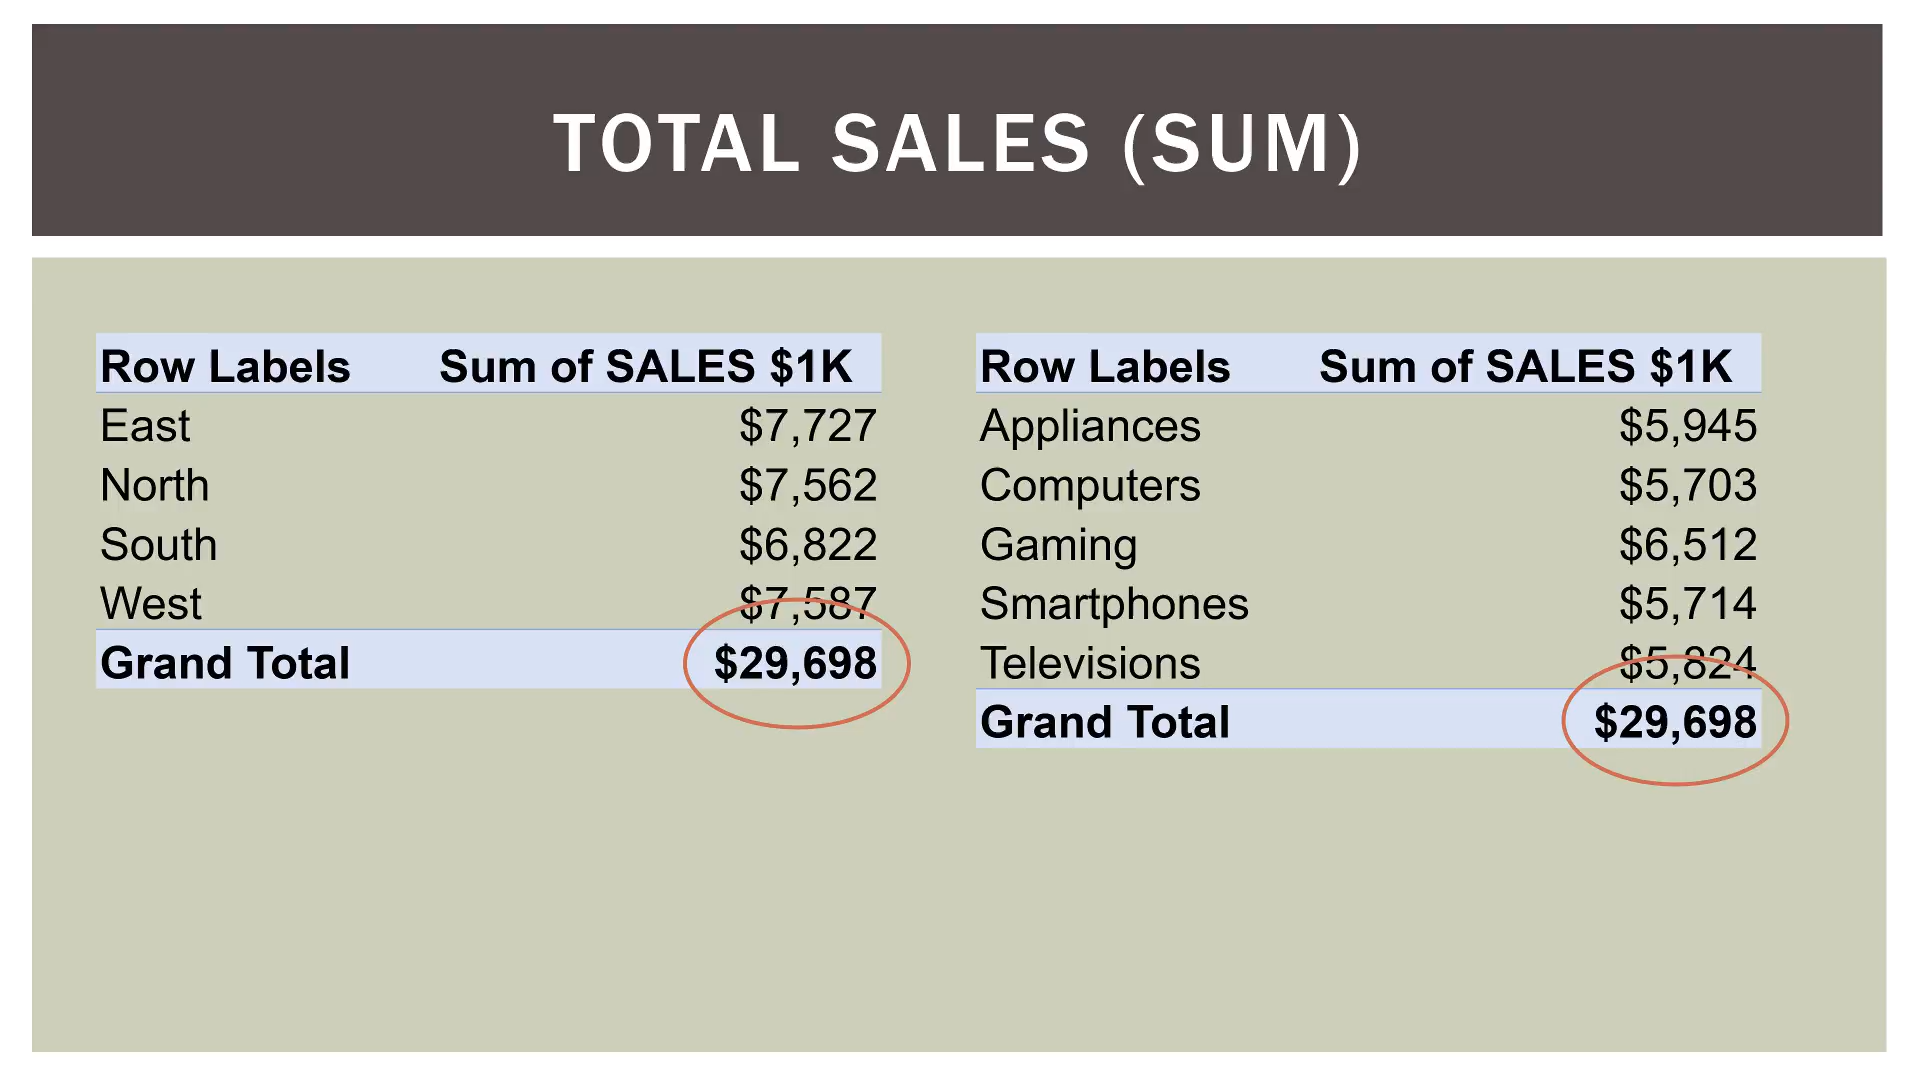 TOTAL SALES (SUM)
Row Labels Sum of SALES $1K
East $7,727
North $7,562
South $6,822
West $7,587
Grand Total $29,698
Row Labels Sum of SALES $1K
Appliances $5,945
Computers $5,703
Gaming $6,512
Smartphones $5,714
Televisions $5,824
Grand Total $29,698